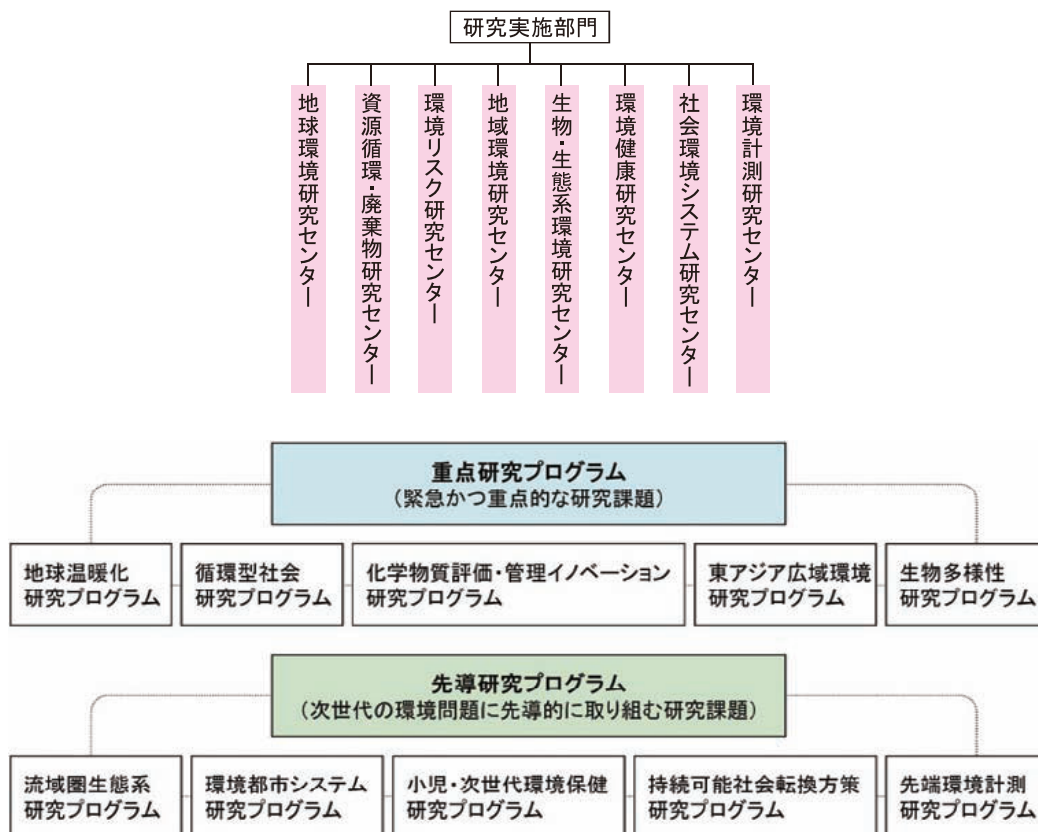 研究実施部門
地球環境研究センター
資源循環・廃棄物研究センター
環境リスク研究センター
地域環境研究センター
生物・生態系環境研究センター
環境健康研究センター
社会環境システム研究センター
環境計測研究センター
重点研究プログラム
（緊急かつ重点的な研究課題）
地球温暖化
研究プログラム
循環型社会
研究プログラム
化学物質評価・管理イノベーション
研究プログラム
東アジア広域環境
研究プログラム
生物多様性
研究プログラム
先導研究プログラム
（次世代の環境問題に先導的に取り組む研究課題）
流域圏生態系
研究プログラム
環境都市システム
研究プログラム
小児・次世代環境保健
研究プログラム
持続可能社会転換方策
研究プログラム
先端環境計測
研究プログラム